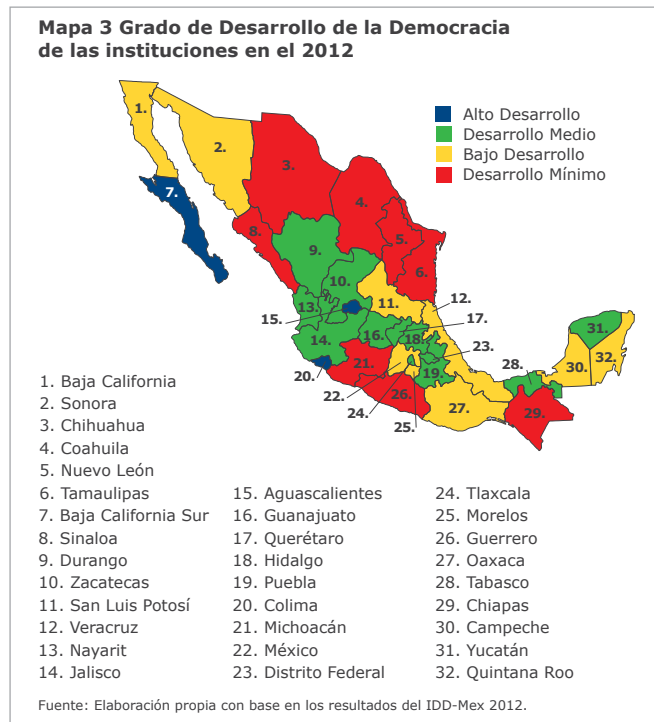 Mapa 3 Grado de Desarrollo de la Democracia
de las instituciones en el 2012
Alto Desarrollo
Desarrollo Medio
Bajo Desarrollo
Desarrollo Mínimo
1.
2.
3.
4.
5.
6.
7.
8.
9.
10.
11.
12.
13.
14.
15.
16.
17.
18.
19.
20.
21.
22.
23.
24.
25.
26.
27.
28.
29.
30.
31.
32.
1. Baja California
2. Sonora
3. Chihuahua
4. Coahuila
5. Nuevo León
6. Tamaulipas
7. Baja California Sur
8. Sinaloa
9. Durango
10. Zacatecas
11. San Luis Potosí
12. Veracruz
13. Nayarit
14. Jalisco
15. Aguascalientes
16. Guanajuato
17. Querétaro
18. Hidalgo
19. Puebla
20. Colima
21. Michoacán
22. México
23. Distrito Federal
24. Tlaxcala
25. Morelos
26. Guerrero
27. Oaxaca
28. Tabasco
29. Chiapas
30. Campeche
31. Yucatán
32. Quintana Roo
Fuente: Elaboración propia con base en los resultados del IDD-Mex 2012.